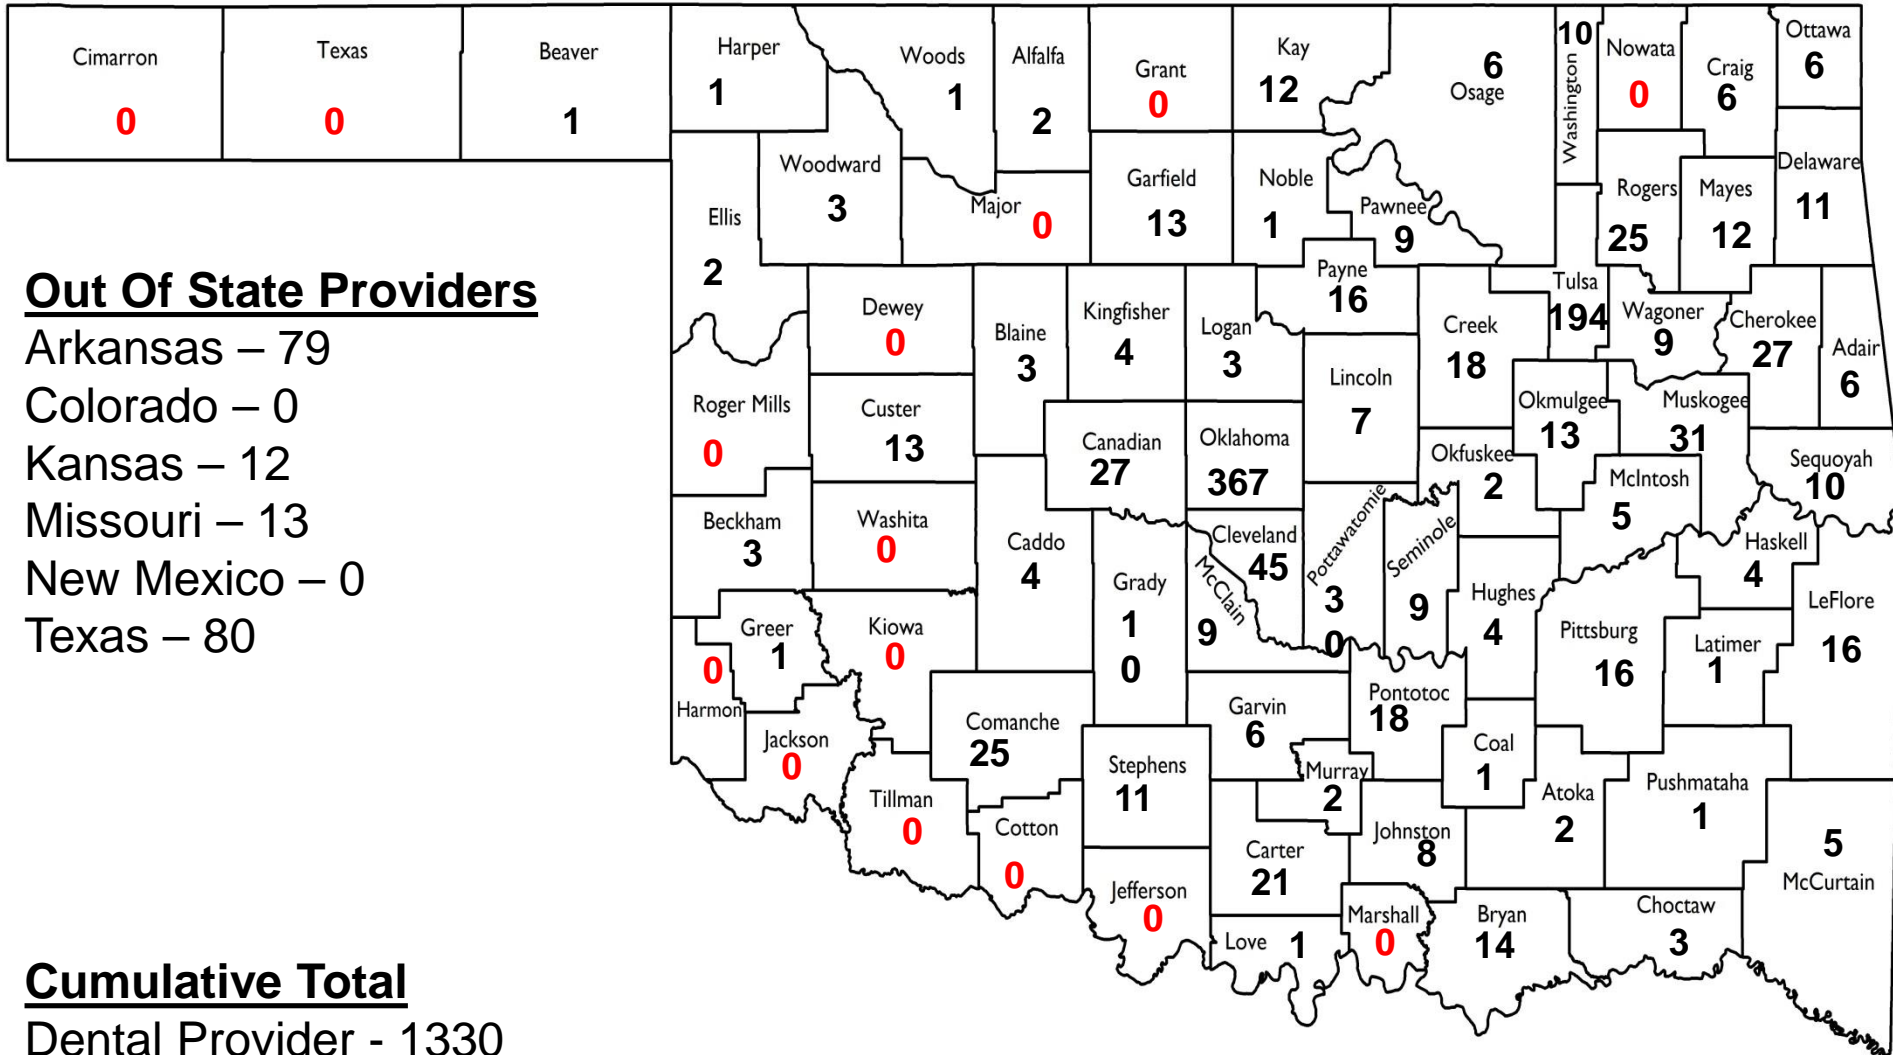 Cimarron
0
Texas
0
Beaver
1
Harper
1
Woods
1
Alfalfa
2
Grant
0
Kay
12
6
Osage
10
Washington
Nowata
0
Craig
6
Ottawa
6
Woodward
3
Ellis
2
Major
0
Garfield
13
Noble
1
Pawnee
9
Rogers
25
Mayes
12
Delaware
11
Out Of State Providers
Arkansas – 79
Colorado – 0
Kansas – 12
Missouri – 13
New Mexico – 0
Texas – 80
Dewey
0
Blaine
3
Kingfisher
4
Logan
3
Payne
16
Lincoln
7
Creek
18
Tulsa
194
Wagoner
9
Cherokee
27
Adair
6
Roger Mills
0
Custer
13
Canadian
27
Oklahoma
367
Okfuskee
2
Okmulgee
13
Muskogee
31
McIntosh
5
Sequoyah
10
Beckham
3
Washita
0
Caddo
4
Grady
1
0
McClain
9
Cleveland
45
Pottawatomie
3
0
Seminole
9
Hughes
4
Pittsburg
16
Haskell
4
Latimer
1
LeFlore
16
Greer
1
0
Harmon
Kiowa
0
Jackson
0
Comanche
25
Tillman
0
Cotton
0
Stephens
11
Jefferson
0
Garvin
6
Murray
2
Carter
21
Love 1
Pontotoc
18
Johnston
8
Marshall
0
Coal
1
Atoka
2
Bryan
14
Pushmataha
1
Choctaw
3
5
McCurtain
Cumulative Total
Dental Provider - 1330